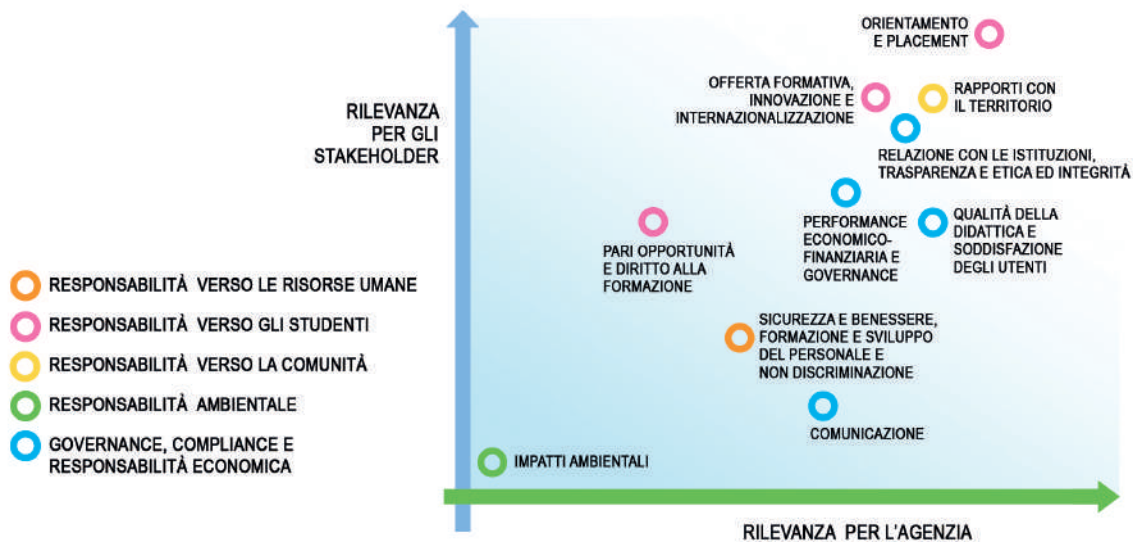 ORIENTAMENTO
E PLACEMENT
OFFERTA FORMATIVA,
INNOVAZIONE E
INTERNAZIONALIZZAZIONE
RAPPORTI CON
IL TERRITORIO
RILEVANZA
PER GLI
STAKEHOLDER
RELAZIONE CON LE ISTITUZIONI,
TRASPARENZA E ETICA ED INTEGRITÀ
PERFORMANCE
ECONOMICO-
FINANZIARIA E
GOVERNANCE
QUALITÀ DELLA
DIDATTICA E
SODDISFAZIONE
DEGLI UTENTI
PARI OPPORTUNITÀ
E DIRITTO ALLA
FORMAZIONE
RESPONSABILITÀ VERSO LE RISORSE UMANE
RESPONSABILITÀ VERSO GLI STUDENTI
RESPONSABILITÀ VERSO LA COMUNITÀ
RESPONSABILITÀ AMBIENTALE
GOVERNANCE, COMPLIANCE E
RESPONSABILITÀ ECONOMICA
SICUREZZA E BENESSERE,
FORMAZIONE E SVILUPPO
DEL PERSONALE E
NON DISCRIMINAZIONE
COMUNICAZIONE
IMPATTI AMBIENTALI
RILEVANZA PER L'AGENZIA